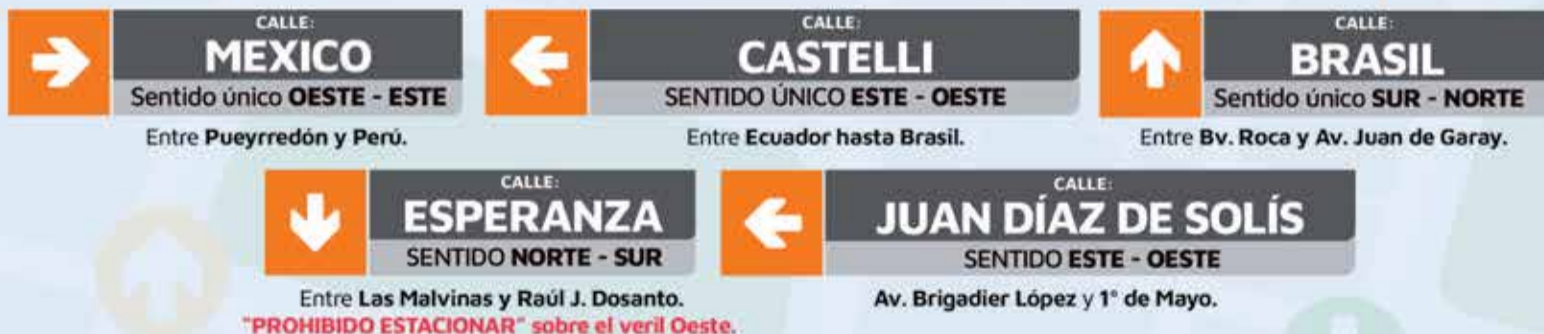 CALLE:
MEXICO
Sentido único OESTE - ESTE
Entre Pueyrredón y Perú.
CALLE:
CASTELLI
SENTIDO ÚNICO ESTE - OESTE
Entre Ecuador hasta Brasil.
CALLE:
BRASIL
Sentido único SUR - NORTE
Entre Bv. Roca y Av. Juan de Garay.
CALLE:
ESPERANZA
SENTIDO NORTE - SUR
Entre Las Malvinas y Raúl J. Dosanto.
"PROHIBIDO ESTACIONAR" sobre el veril Oeste.
CALLE:
JUAN DÍAZ DE SOLÍS
SENTIDO ESTE - OESTE
Av. Brigadier López y 1° de Mayo.